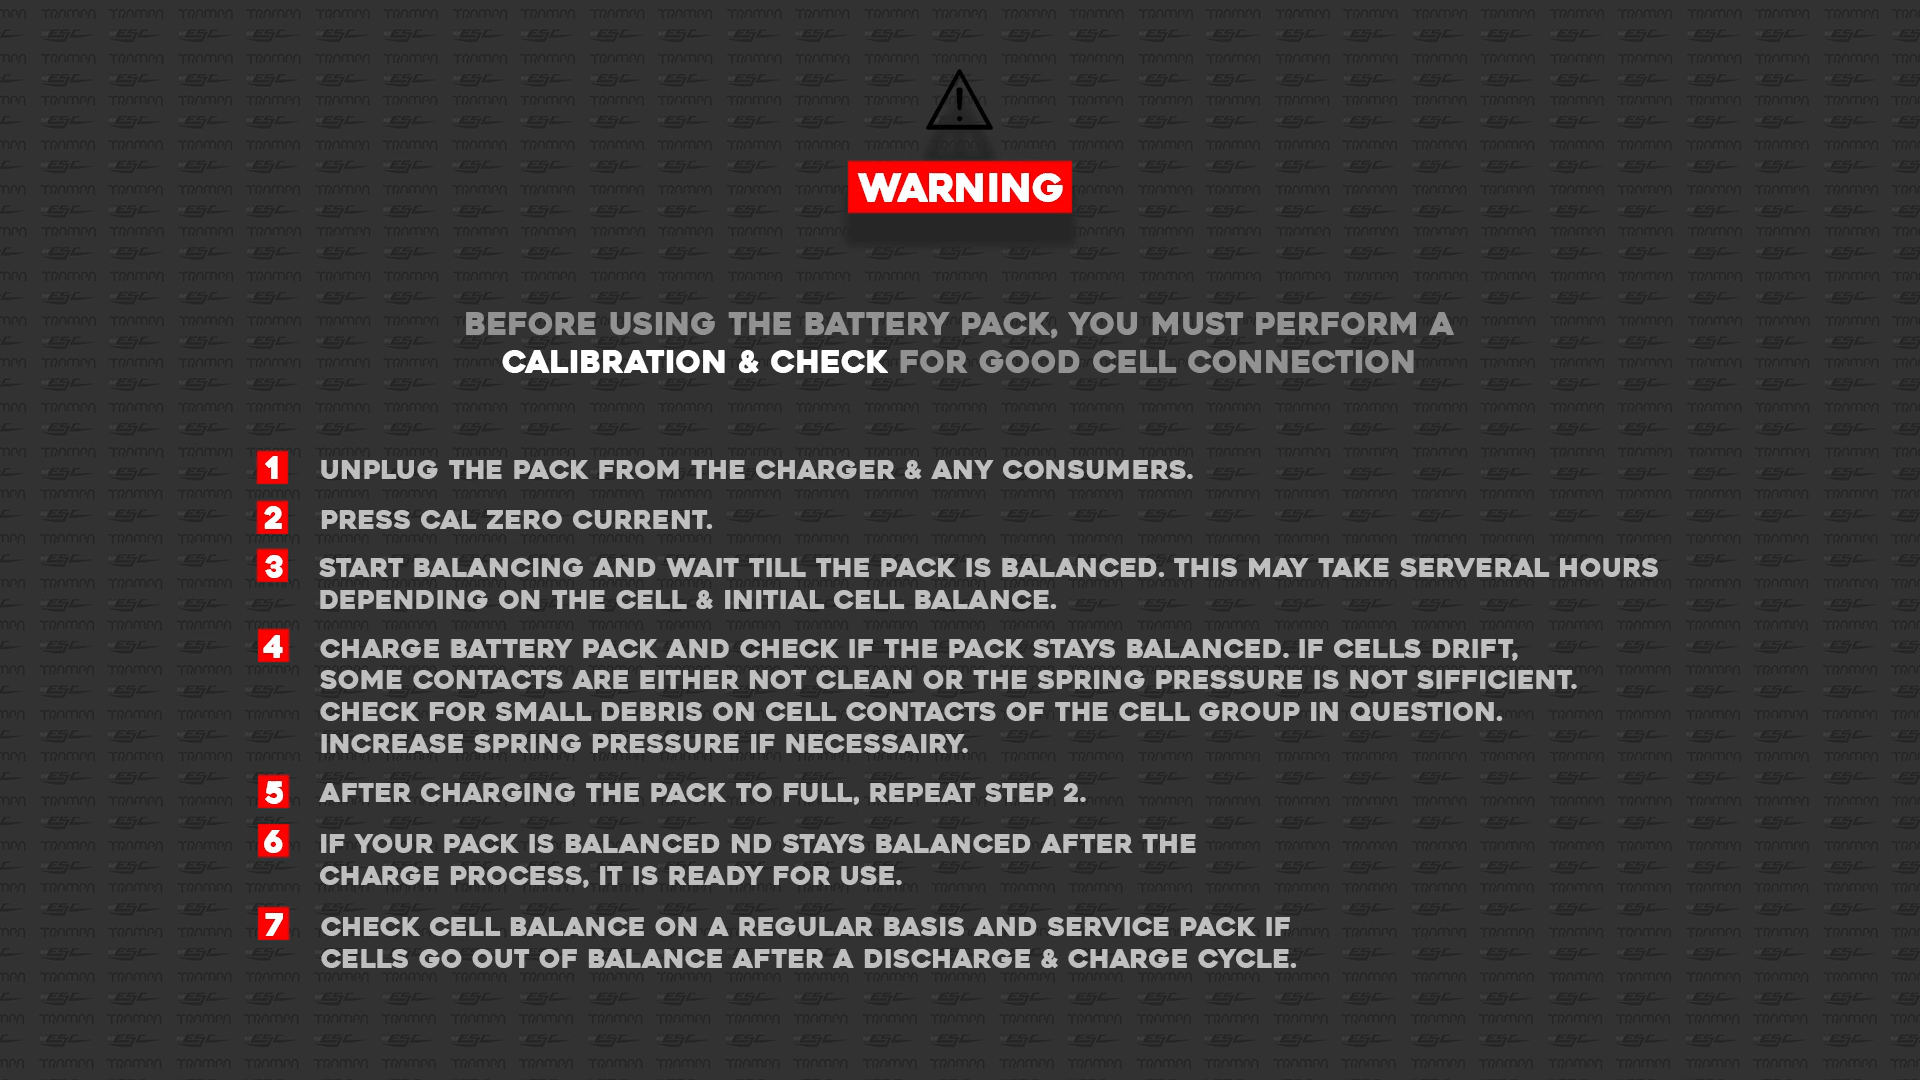 WARNING
BEFORE USING THE BATTERY PACK, YOU MUST PERFORM A
CALIBRATION & CHECK FOR GOOD CELL CONNECTION
1 UNPLUG THE PACK FROM THE CHARGER & ANY CONSUMERS.
2 PRESS CAL ZERO CURRENT.
3 START BALANCING AND WAIT TILL THE PACK IS BALANCED. THIS MAY TAKE SERVERAL HOURS
DEPENDING ON THE CELL & INITIAL CELL BALANCE.
4 CHARGE BATTERY PACK AND CHECK IF THE PACK STAYS BALANCED. IF CELLS DRIFT,
SOME CONTACTS ARE EITHER NOT CLEAN OR THE SPRING PRESSURE IS NOT SIFFICIENT.
CHECK FOR SMALL DEBRIS ON CELL CONTACTS OF THE CELL GROUP IN QUESTION.
INCREASE SPRING PRESSURE IF NECESSAIRY.
5 AFTER CHARGING THE PACK TO FULL, REPEAT STEP 2.
6 IF YOUR PACK IS BALANCED ND STAYS BALANCED AFTER THE
CHARGE PROCESS, IT IS READY FOR USE.
7 CHECK CELL BALANCE ON A REGULAR BASIS AND SERVICE PACK IF
CELLS GO OUT OF BALANCE AFTER A DISCHARGE & CHARGE CYCLE.